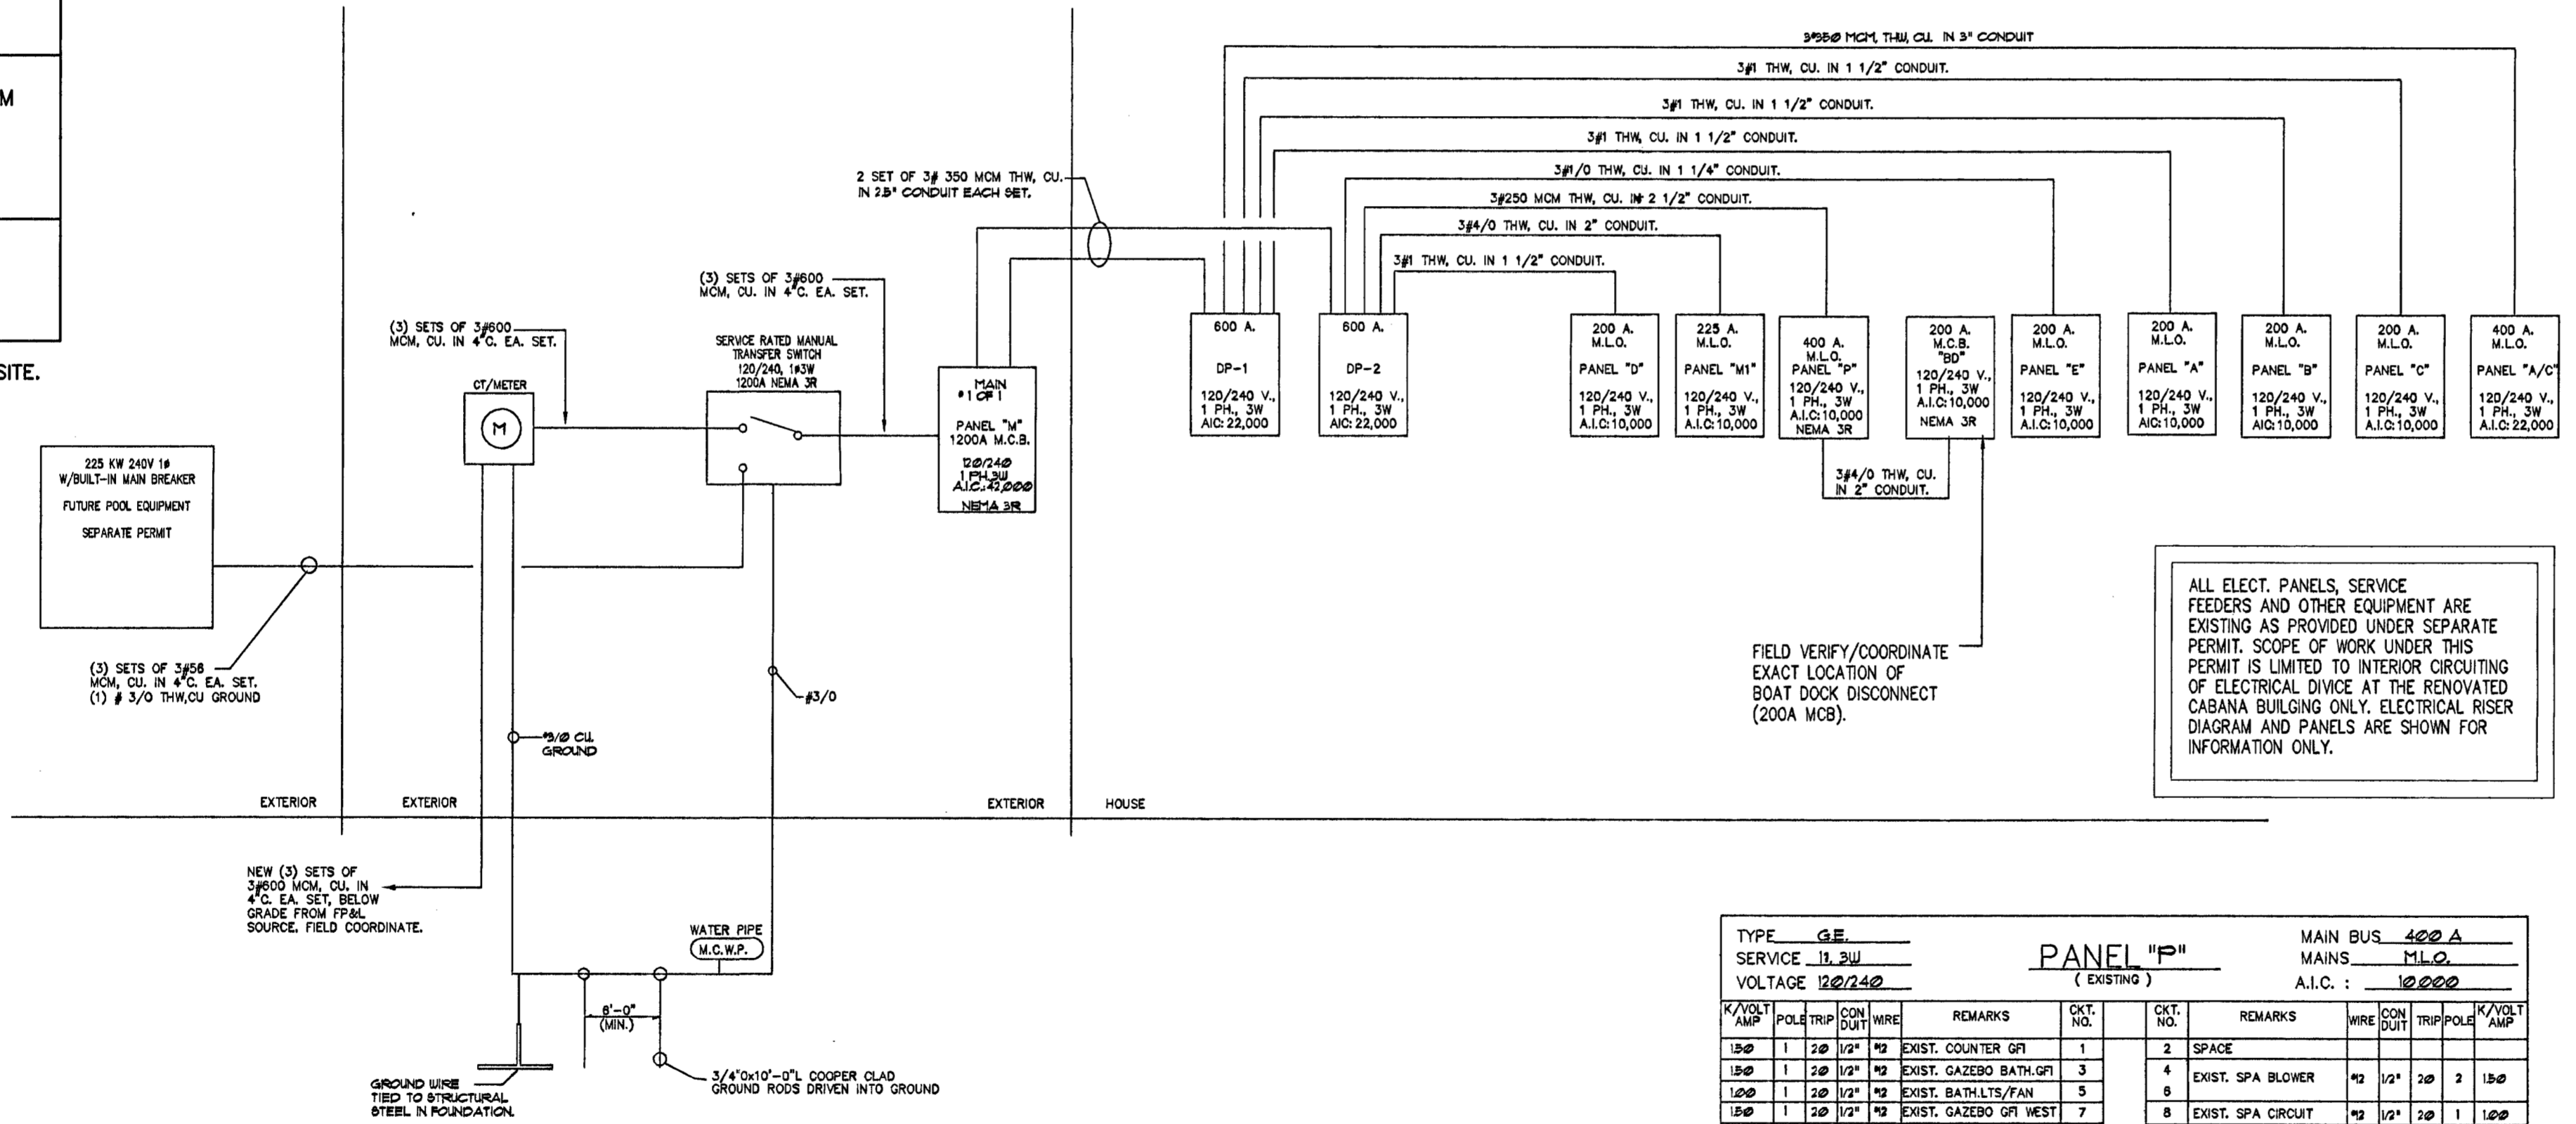 M
SITE.
3#350 MCM, THW, CU. IN 3" CONDUIT
3#1 THW, CU. IN 1 1/2" CONDUIT.
3#1 THW, CU. IN 1 1/2" CONDUIT.
3#1 THW, CU. IN 1 1/2" CONDUIT.
3#1/0 THW, CU. IN 1 1/4" CONDUIT.
3#250 MCM THW, CU. IN 2 1/2" CONDUIT.
3#4/0 THW, CU. IN 2" CONDUIT.
3#1 THW, CU. IN 1 1/2" CONDUIT.
2 SET OF 3# 350 MCM THW, CU.
IN 2.5" CONDUIT EACH SET.
(3) SETS OF 3#600
MCM, CU. IN 4"C. EA. SET.
(3) SETS OF 3#600
MCM, CU. IN 4"C. EA. SET.
CT/METER
M
SERVICE RATED MANUAL
TRANSFER SWITCH
120/240, 1ø3W
1200A NEMA 3R
MAIN
#1 OF 1
PANEL "M"
1200A M.C.B.
120/240
1 PH,3W
A.I.C.:42,000
NEMA 3R
225 KW 240V 1ø
W/BUILT-IN MAIN BREAKER
FUTURE POOL EQUIPMENT
SEPARATE PERMIT
(3) SETS OF 3#56
MCM, CU. IN 4"C. EA. SET.
(1) # 3/0 THW,CU GROUND
600 A.
DP-1
120/240 V.,
1 PH., 3W
AIC: 22,000
600 A.
DP-2
120/240 V.,
1 PH., 3W
AIC: 22,000
200 A.
M.L.O.
PANEL "D"
120/240 V.,
1 PH., 3W
A.I.C:10,000
225 A.
M.L.O.
PANEL "M1"
120/240 V.,
1 PH., 3W
A.I.C:10,000
400 A.
M.L.O.
PANEL "P"
120/240 V.,
1 PH., 3W
A.I.C:10,000
NEMA 3R
200 A.
M.C.B.
"BD"
120/240 V.,
1 PH., 3W
A.I.C:10,000
NEMA 3R
200 A.
M.L.O.
PANEL "E"
120/240 V.,
1 PH., 3W
A.I.C:10,000
200 A.
M.L.O.
PANEL "A"
120/240 V.,
1 PH., 3W
AIC:10,000
200 A.
M.L.O.
PANEL "B"
120/240 V.,
1 PH., 3W
AIC:10,000
200 A.
M.L.O.
PANEL "C"
120/240 V.,
1 PH., 3W
A.I.C:10,000
400 A.
M.L.O.
PANEL "A/C"
120/240 V.,
1 PH., 3W
A.I.C: 22,000
3#4/0 THW, CU.
IN 2" CONDUIT.
FIELD VERIFY/COORDINATE
EXACT LOCATION OF
BOAT DOCK DISCONNECT
(200A MCB).
ALL ELECT. PANELS, SERVICE
FEEDERS AND OTHER EQUIPMENT ARE
EXISTING AS PROVIDED UNDER SEPARATE
PERMIT. SCOPE OF WORK UNDER THIS
PERMIT IS LIMITED TO INTERIOR CIRCUITING
OF ELECTRICAL DIVICE AT THE RENOVATED
CABANA BUILGING ONLY. ELECTRICAL RISER
DIAGRAM AND PANELS ARE SHOWN FOR
INFORMATION ONLY.
#3/0
#3/0 CU.
GROUND
EXTERIOR
EXTERIOR
EXTERIOR
HOUSE
NEW (3) SETS OF
3#600 MCM, CU. IN
4"C. EA. SET, BELOW
GRADE FROM FP&L
SOURCE. FIELD COORDINATE.
WATER PIPE
M.C.W.P.
6'-0"
(MIN.)
GROUND WIRE
TIED TO STRUCTURAL
STEEL IN FOUNDATION.
3/4"0x10'-0"L COOPER CLAD
GROUND RODS DRIVEN INTO GROUND
TYPE G.E.
SERVICE 1ø, 3W
VOLTAGE 120/240
PANEL "P"
( EXISTING )
MAIN BUS 400 A
MAINS M.L.O.
A.I.C. : 10,000
K/VOLT AMP POLE TRIP CON DUIT WIRE REMARKS CKT. NO. CKT. NO. REMARKS WIRE CON DUIT TRIP POLE K/VOLT AMP
1.50 1 20 1/2" #12 EXIST. COUNTER GFI 1 2 SPACE
1.50 1 20 1/2" #12 EXIST. GAZEBO BATH.GFI 3 4 EXIST. SPA BLOWER #12 1/2" 20 2 1.50
1.00 1 20 1/2" #12 EXIST. BATH.LTS/FAN 5 6
1.50 1 20 1/2" #12 EXIST. GAZEBO GFI WEST 7 8 EXIST. SPA CIRCUIT #12 1/2" 20 1 1.00